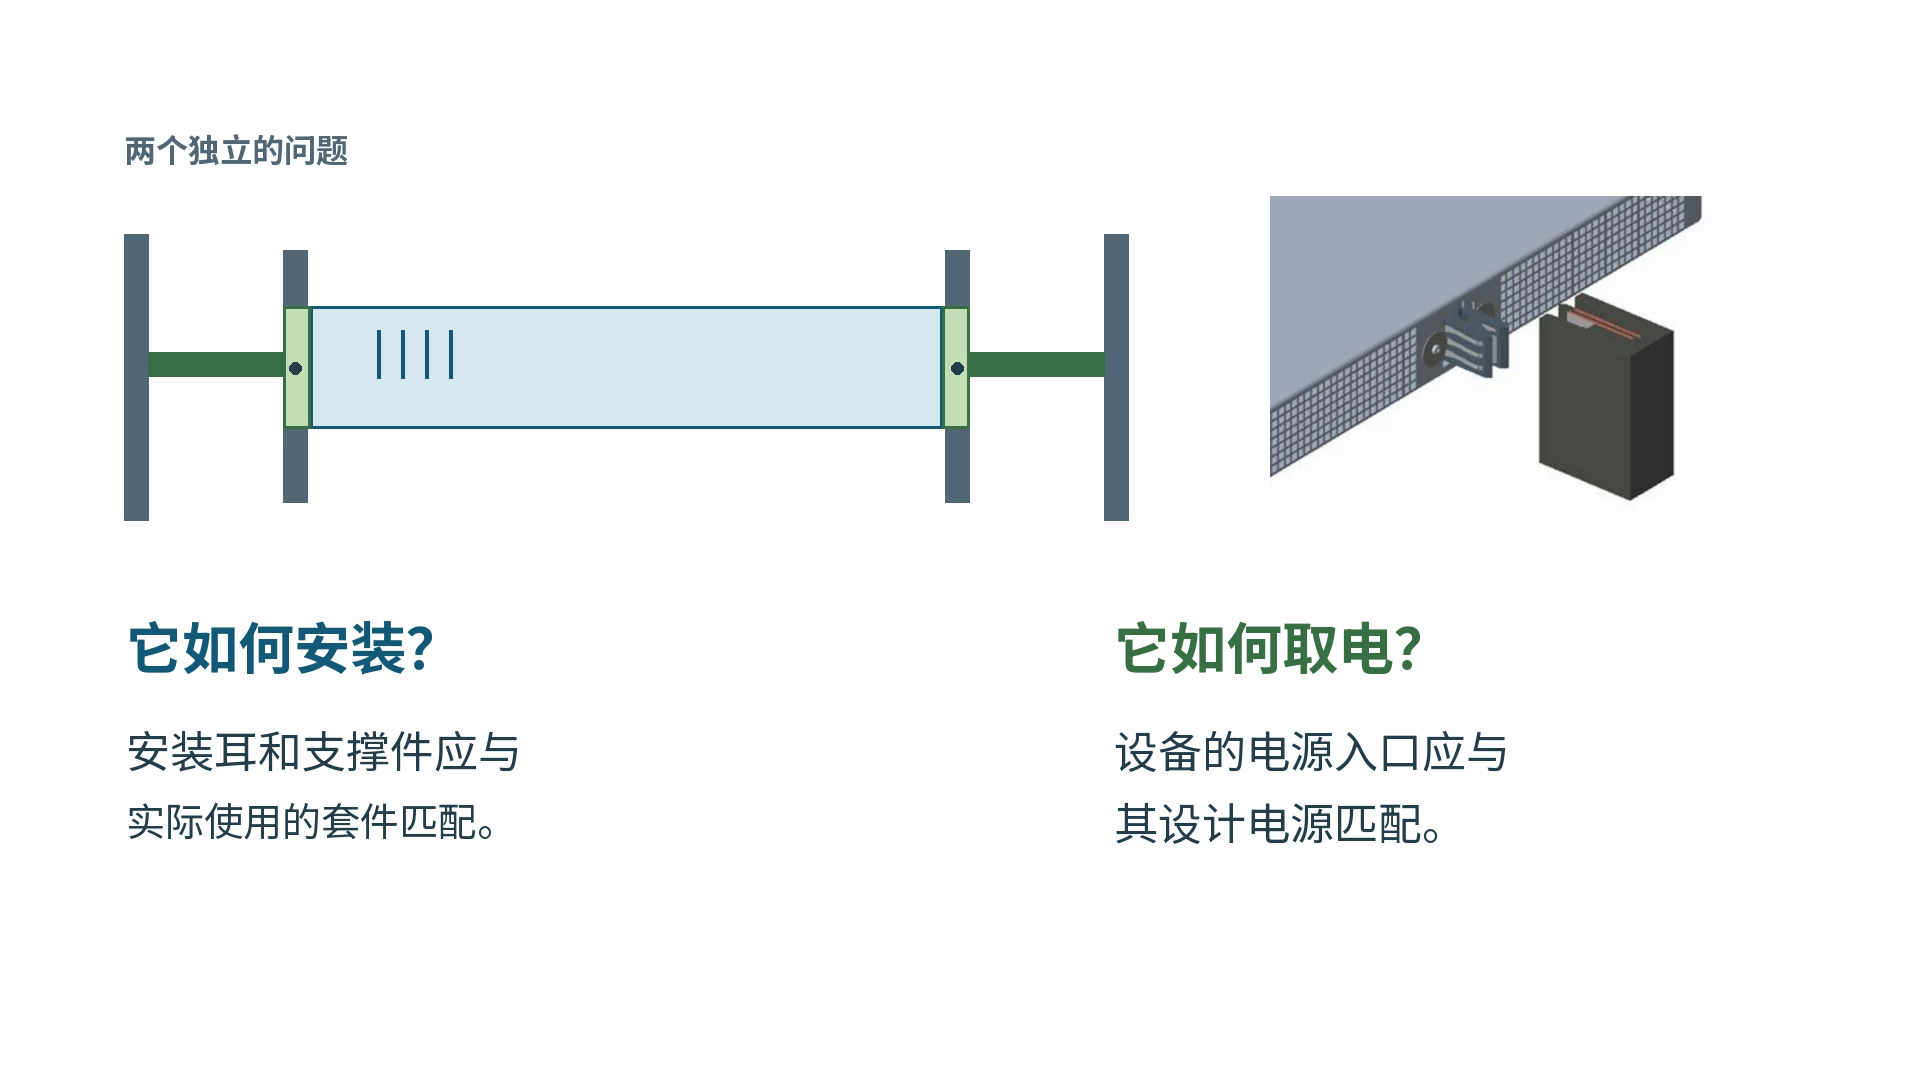 两个独立的问题
它如何安装？
安装耳和支撑件应与
实际使用的套件匹配。
它如何取电？
设备的电源入口应与
其设计电源匹配。